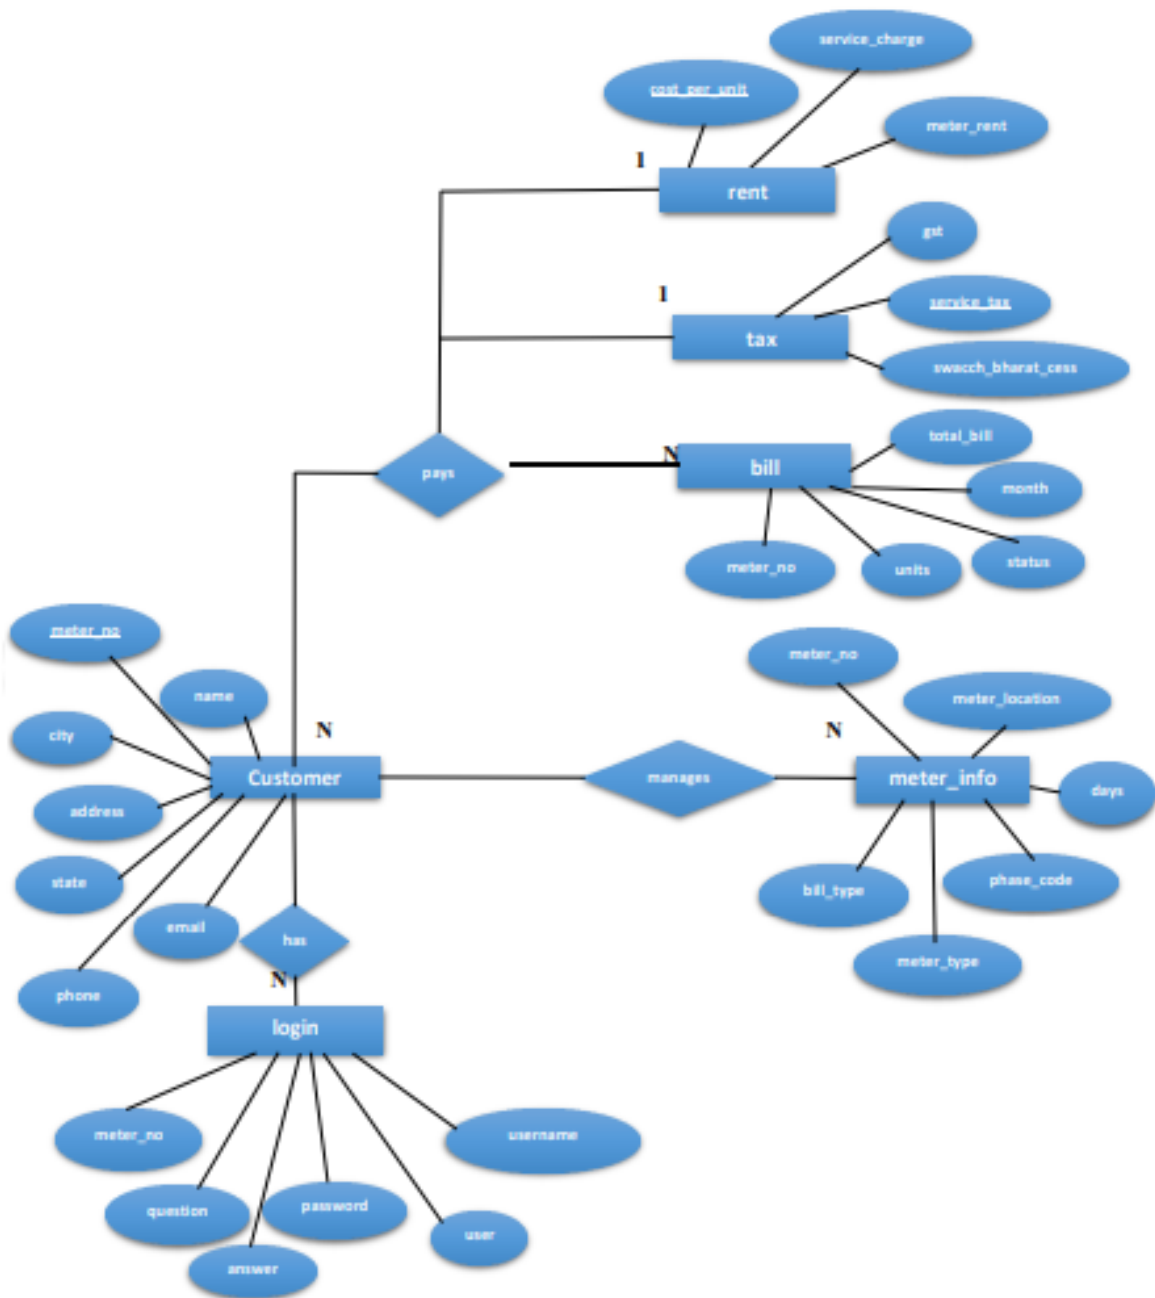 service_charge
cost_per_unit
meter_rent
1
rent
gst
1
service_tax
tax
swacch_bharat_cess
total_bill
N
pays
bill
month
meter_no
units
status
meter_no
meter_no
name
meter_location
city
N
N
Customer
manages
meter_info
days
address
state
bill_type
phase_code
email
has
meter_type
N
phone
login
meter_no
username
question
password
user
answer